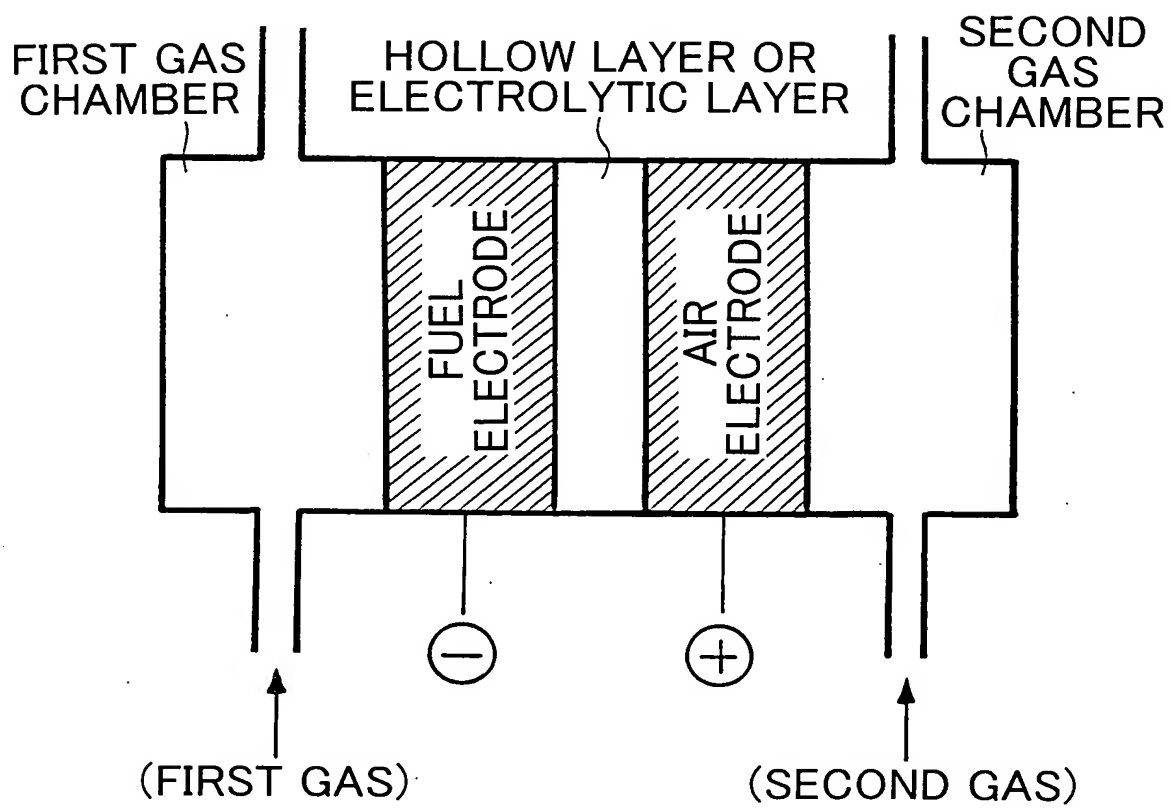 FIRST GAS
CHAMBER
HOLLOW LAYER OR
ELECTROLYTIC LAYER
SECOND
GAS
CHAMBER
FUEL
ELECTRODE
AIR
ELECTRODE
−
+
(FIRST GAS)
(SECOND GAS)